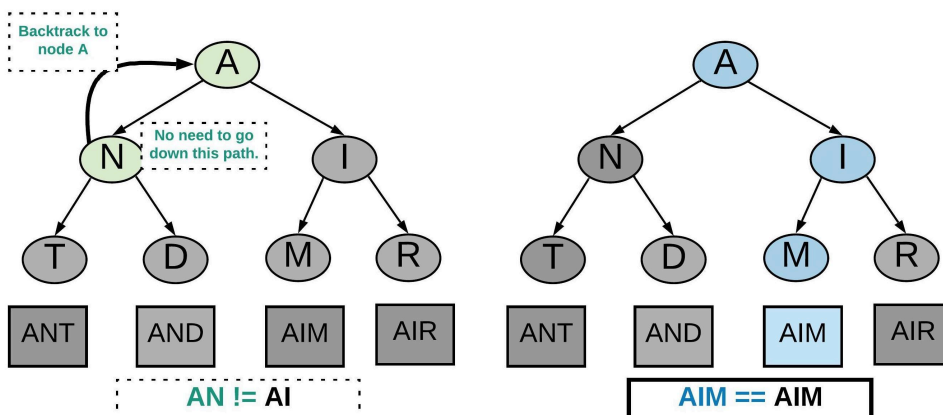 Backtrack to
node A
A
No need to go
down this path.
N
I
T
D
M
R
ANT
AND
AIM
AIR
AN != AI
A
N
I
T
D
M
R
ANT
AND
AIM
AIR
AIM == AIM